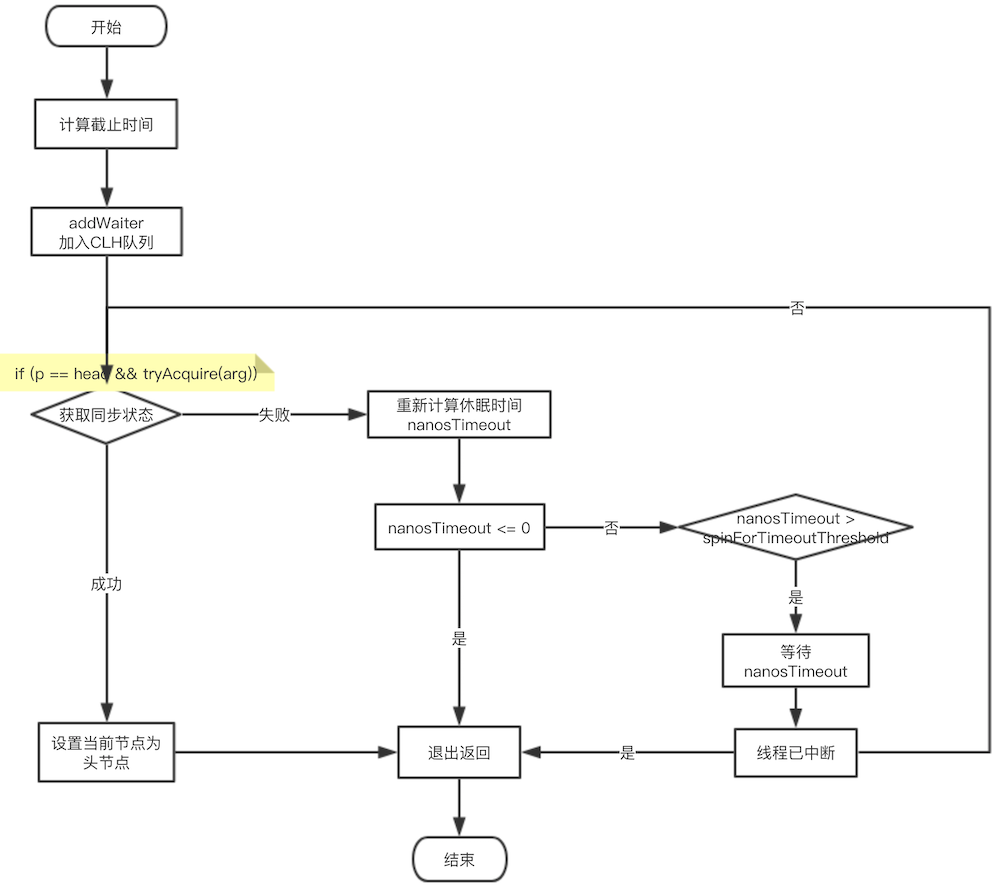 开始
计算截止时间
addWaiter
加入CLH队列
否
if (p == head && tryAcquire(arg))
获取同步状态
失败
重新计算休眠时间
nanosTimeout
nanosTimeout <= 0
否
nanosTimeout >
spinForTimeoutThreshold
成功
是
是
等待
nanosTimeout
设置当前节点为
头节点
退出返回
是
线程已中断
结束